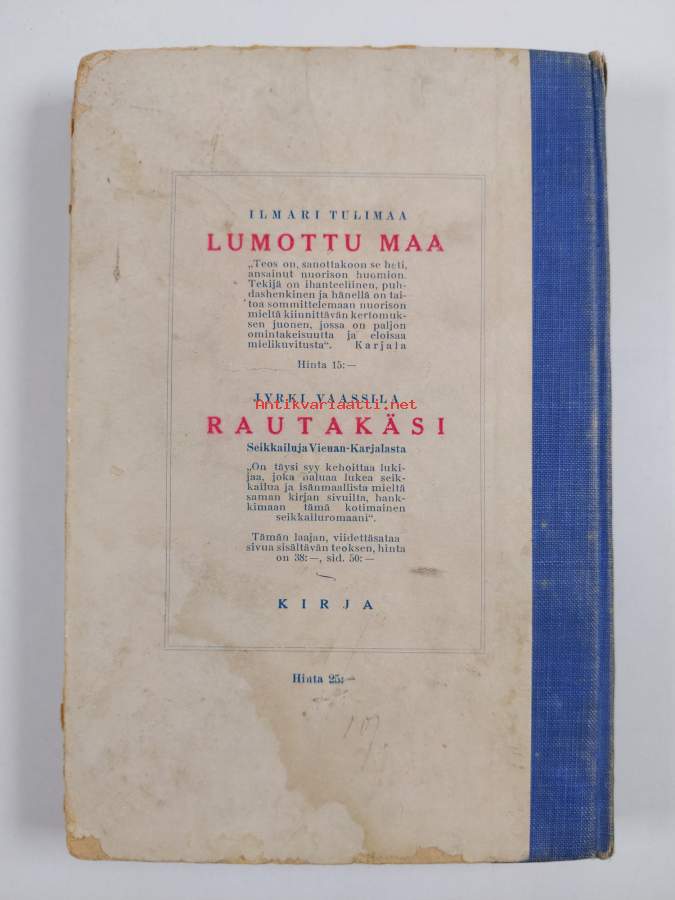 ILMARI TULIMAA
LUMOTTU MAA
„Teos on, sanottakoon se heti,
ansainut nuorison huomion.
Tekijä on ihanteeliinen, puh-
dashenkinen ja hänellä on tai-
toa sommittelemaan nuorison
mieltä kiinnittävän kertomuk-
sen juonen, jossa on paljon
omintakeisuutta ja eloisaa
mielikuvitusta“. Karjala
Hinta 15:—
JYRKI VAASSILA
Antikvariaatti.net
RAUTAKÄSI
Seikkailuja Vienan-Karjalasta
„On täysi syy kehoittaa luki-
jaa, joka haluaa lukea seik-
kailua ja isänmaallista mieltä
saman kirjan sivuilta, hank-
kimaan tämä kotimainen
seikkailuromaani“.
Tämän laajan, viidettäsataa
sivua sisältävän teoksen, hinta
on 38:—, sid. 50:—
KIRJA
Hinta 25:—